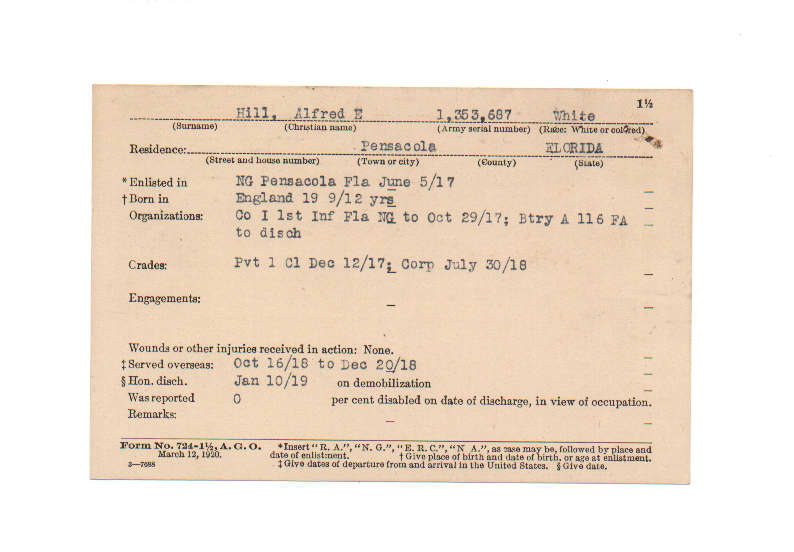 1½
Hill, Alfred E 1,353,687 White
(Surname) (Christian name) (Army serial number) (Race: White or colored)
Residence: Pensacola FLORIDA
(Street and house number) (Town or city) (County) (State)
*Enlisted in NG Pensacola Fla June 5/17
†Born in England 19 9/12 yrs
Organizations: Co I 1st Inf Fla NG to Oct 29/17; Btry A 116 FA
to disch
Grades: Pvt 1 Cl Dec 12/17; Corp July 30/18
Engagements: –
Wounds or other injuries received in action: None.
‡Served overseas: Oct 16/18 to Dec 20/18
§Hon. disch. Jan 10/19 on demobilization
Was reported 0 per cent disabled on date of discharge, in view of occupation.
Remarks: –
Form No. 724-1½, A. G. O. *Insert "R. A.", "N. G.", "E. R. C.", "N. A.", as case may be, followed by place and
March 12, 1920. date of enlistment. †Give place of birth and date of birth, or age at enlistment.
3—7688 ‡Give dates of departure from and arrival in the United States. §Give date.